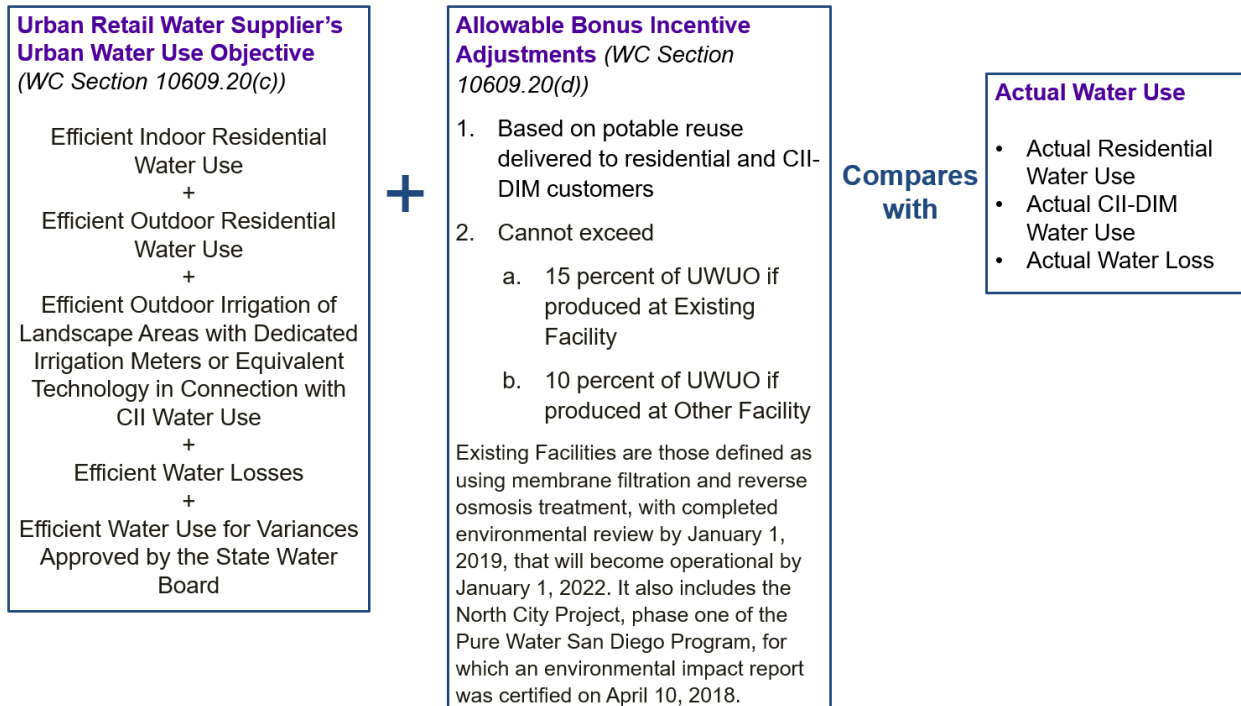 Urban Retail Water Supplier's
Urban Water Use Objective
(WC Section 10609.20(c))
Efficient Indoor Residential
Water Use
+
Efficient Outdoor Residential
Water Use
+
Efficient Outdoor Irrigation of
Landscape Areas with Dedicated
Irrigation Meters or Equivalent
Technology in Connection with
CII Water Use
+
Efficient Water Losses
+
Efficient Water Use for Variances
Approved by the State Water
Board
+
Allowable Bonus Incentive
Adjustments (WC Section
10609.20(d))
1. Based on potable reuse
delivered to residential and CII-
DIM customers
2. Cannot exceed
a. 15 percent of UWUO if
produced at Existing
Facility
b. 10 percent of UWUO if
produced at Other Facility
Existing Facilities are those defined as
using membrane filtration and reverse
osmosis treatment, with completed
environmental review by January 1,
2019, that will become operational by
January 1, 2022. It also includes the
North City Project, phase one of the
Pure Water San Diego Program, for
which an environmental impact report
was certified on April 10, 2018.
Compares
with
Actual Water Use
• Actual Residential
Water Use
• Actual CII-DIM
Water Use
• Actual Water Loss